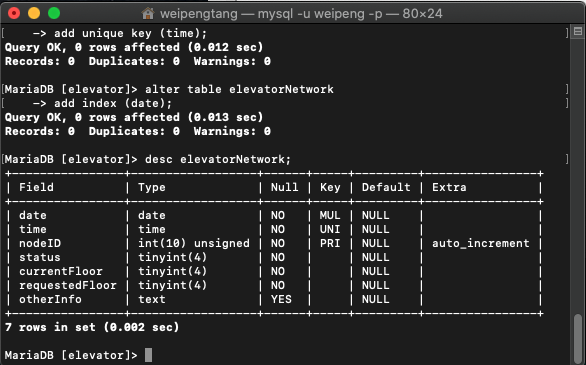 weipengtang — mysql -u weipeng -p — 80×24
[    -> add unique key (time);    ]
Query OK, 0 rows affected (0.012 sec)
Records: 0  Duplicates: 0  Warnings: 0

[MariaDB [elevator]> alter table elevatorNetwork    ]
[    -> add index (date);    ]
Query OK, 0 rows affected (0.013 sec)
Records: 0  Duplicates: 0  Warnings: 0

[MariaDB [elevator]> desc elevatorNetwork;    ]
+----------------+------------------+------+-----+---------+----------------+
| Field          | Type             | Null | Key | Default | Extra          |
+----------------+------------------+------+-----+---------+----------------+
| date           | date             | NO   | MUL | NULL    |                |
| time           | time             | NO   | UNI | NULL    |                |
| nodeID         | int(10) unsigned | NO   | PRI | NULL    | auto_increment |
| status         | tinyint(4)       | NO   |     | NULL    |                |
| currentFloor   | tinyint(4)       | NO   |     | NULL    |                |
| requestedFloor | tinyint(4)       | NO   |     | NULL    |                |
| otherInfo      | text             | YES  |     | NULL    |                |
+----------------+------------------+------+-----+---------+----------------+
7 rows in set (0.002 sec)

MariaDB [elevator]>